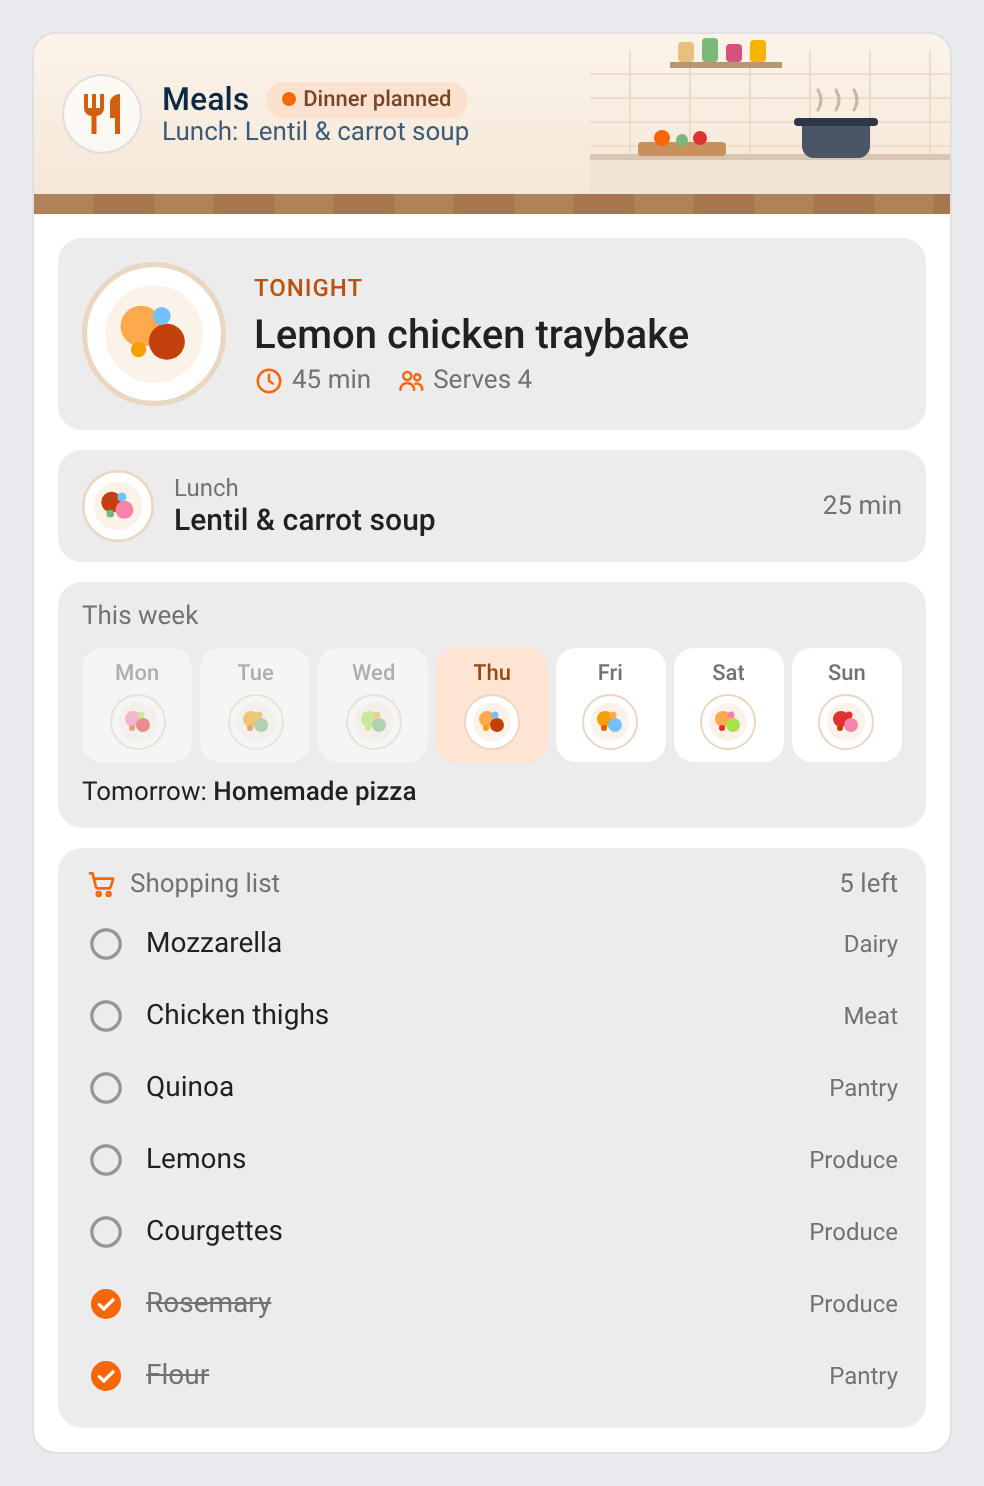 Meals
Dinner planned
Lunch: Lentil & carrot soup
TONIGHT
Lemon chicken traybake
45 min Serves 4
Lunch
Lentil & carrot soup
25 min
This week
Mon Tue Wed Thu Fri Sat Sun
Tomorrow: Homemade pizza
Shopping list 5 left
Mozzarella Dairy
Chicken thighs Meat
Quinoa Pantry
Lemons Produce
Courgettes Produce
Rosemary Produce
Flour Pantry